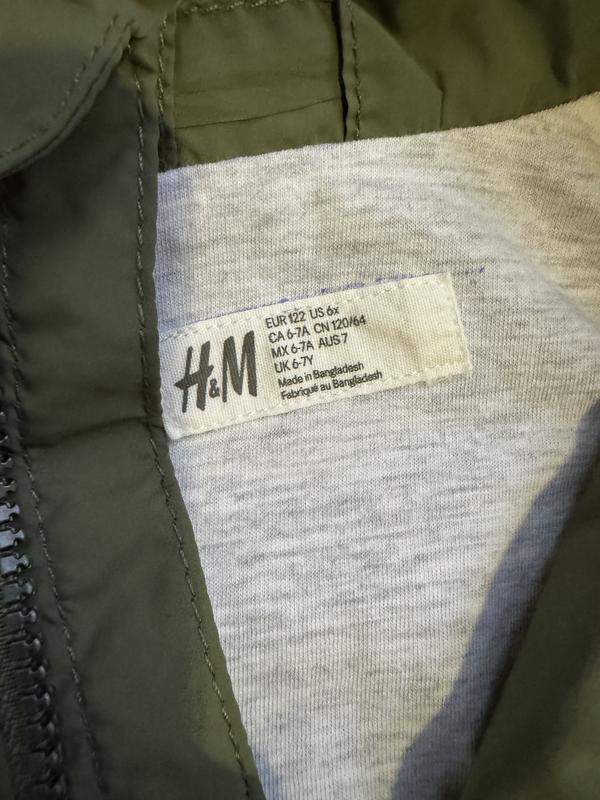 H&M
EUR 122 US 6x
CA 6-7A CN 120/64
MX 6-7A AUS 7
UK 6-7Y
Made in Bangladesh
Fabriqué au Bangladesh